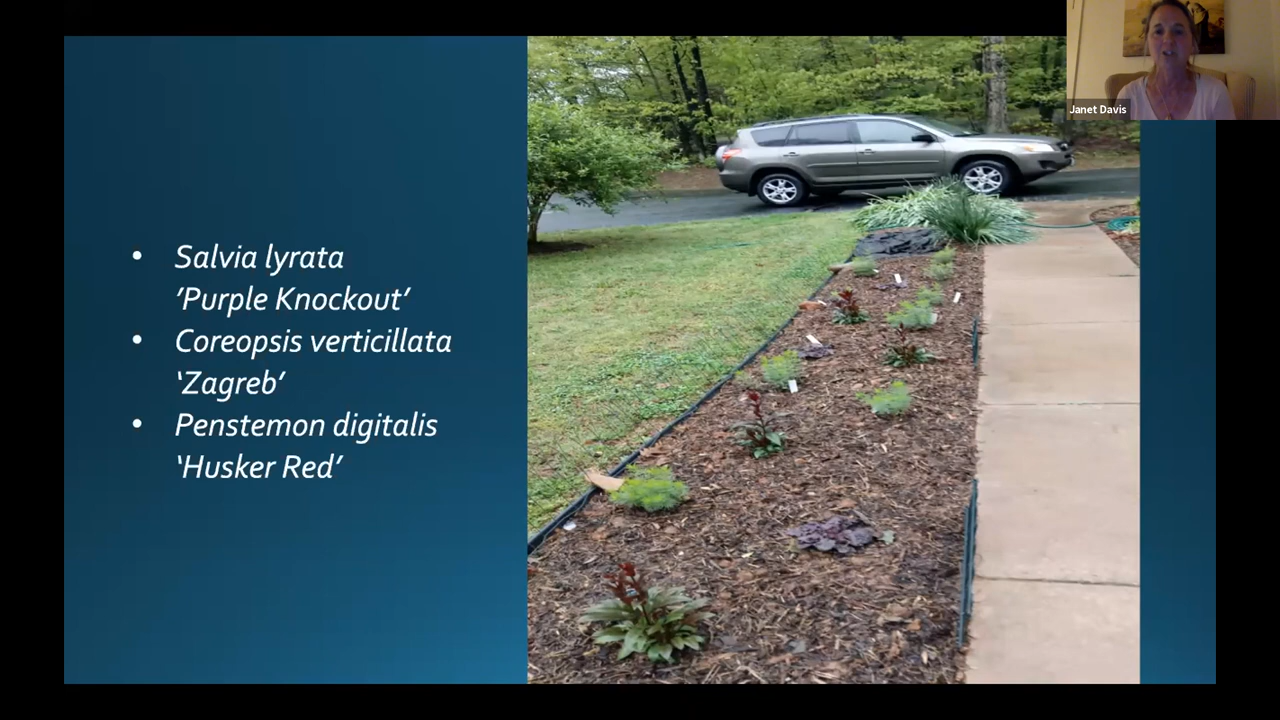 Janet Davis
• Salvia lyrata
’Purple Knockout’
• Coreopsis verticillata
‘Zagreb’
• Penstemon digitalis
‘Husker Red’